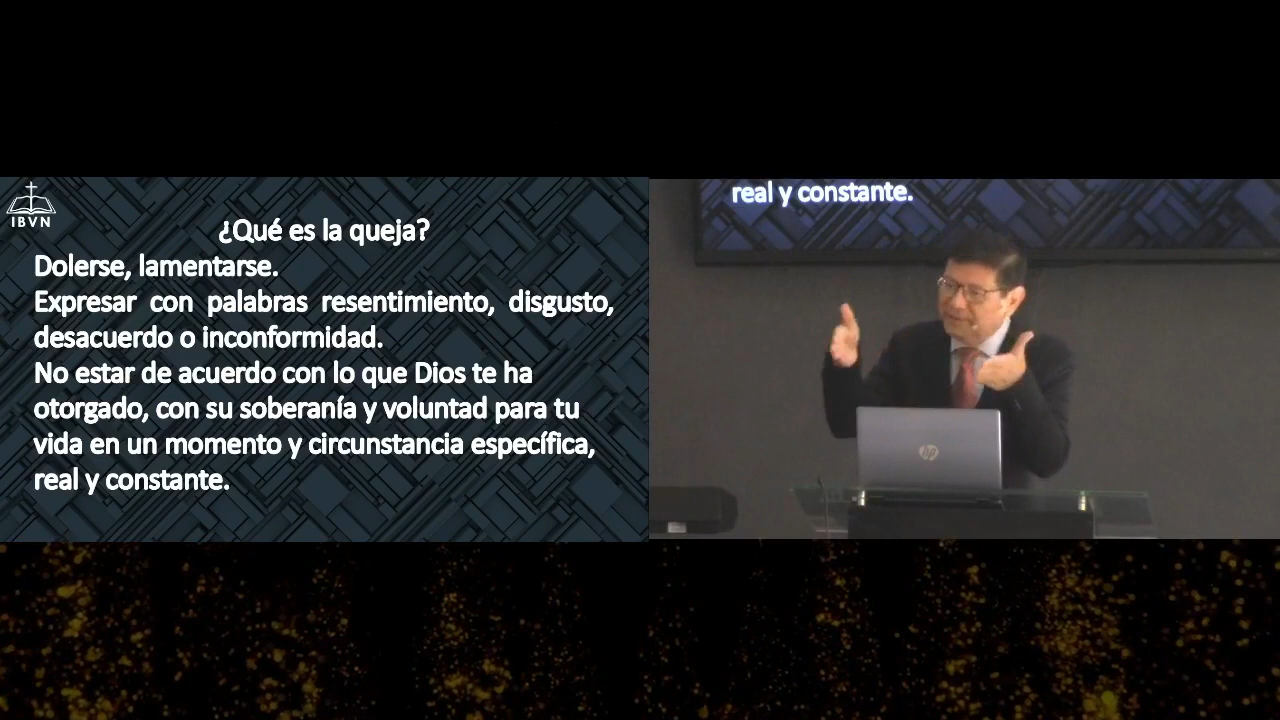 IBVN
¿Qué es la queja?
Dolerse, lamentarse.
Expresar con palabras resentimiento, disgusto,
desacuerdo o inconformidad.
No estar de acuerdo con lo que Dios te ha
otorgado, con su soberanía y voluntad para tu
vida en un momento y circunstancia específica,
real y constante.
real y constante.
hp